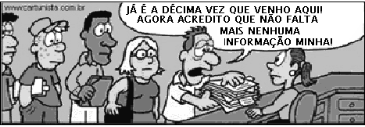 www.cartunista.com.br
JÁ É A DÉCIMA VEZ QUE VENHO AQUI!
AGORA ACREDITO QUE NÃO FALTA
MAIS NENHUMA
INFORMAÇÃO MINHA!